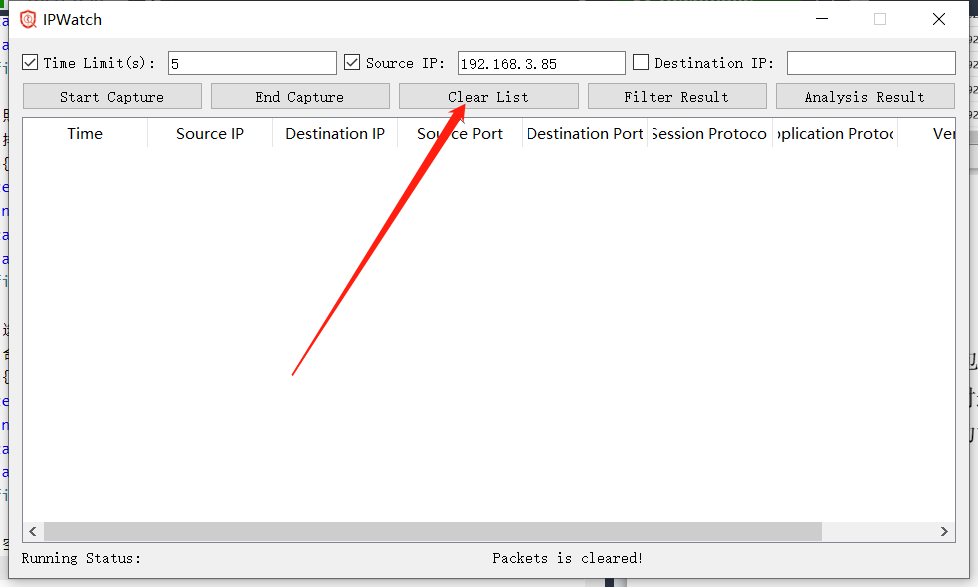 IPWatch
Time Limit(s): 5 Source IP: 192.168.3.85 Destination IP:
Start Capture End Capture Clear List Filter Result Analysis Result
Time Source IP Destination IP Source Port Destination Port Session Protoco plication Protoc Ver
Running Status: Packets is cleared!